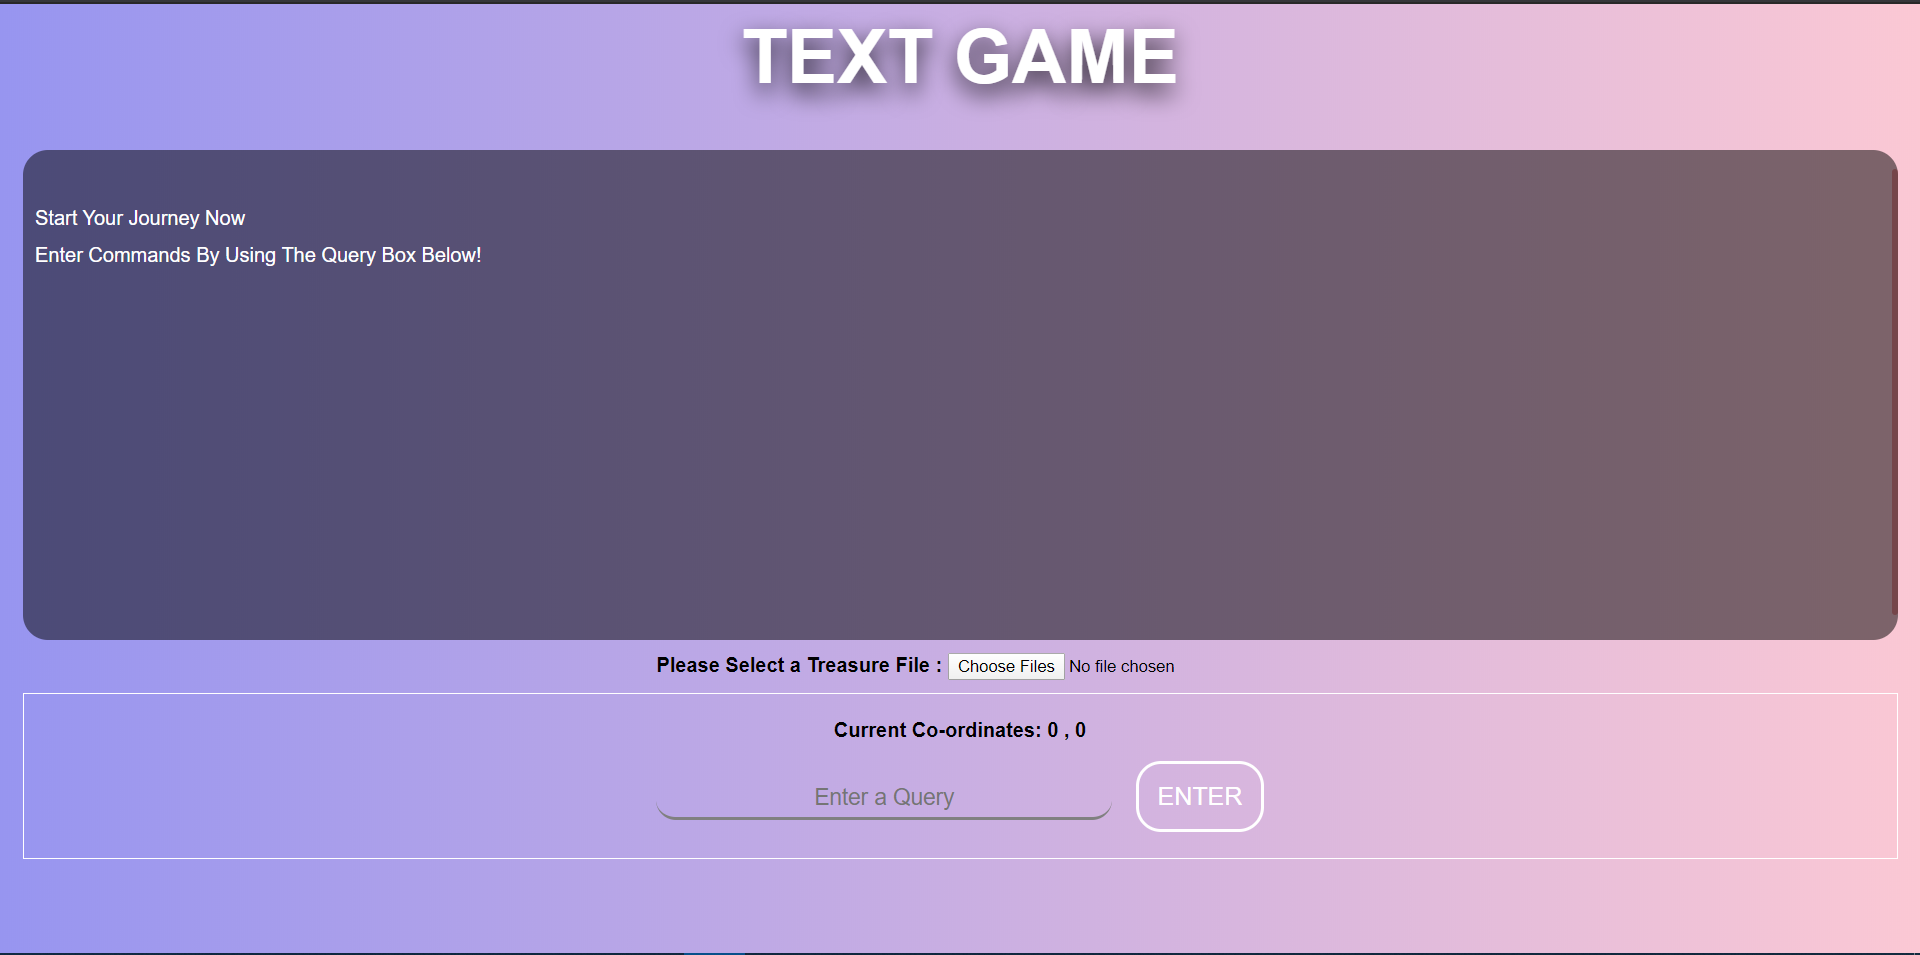 TEXT GAME
Start Your Journey Now
Enter Commands By Using The Query Box Below!
Please Select a Treasure File : Choose Files No file chosen
Current Co-ordinates: 0 , 0
Enter a Query ENTER